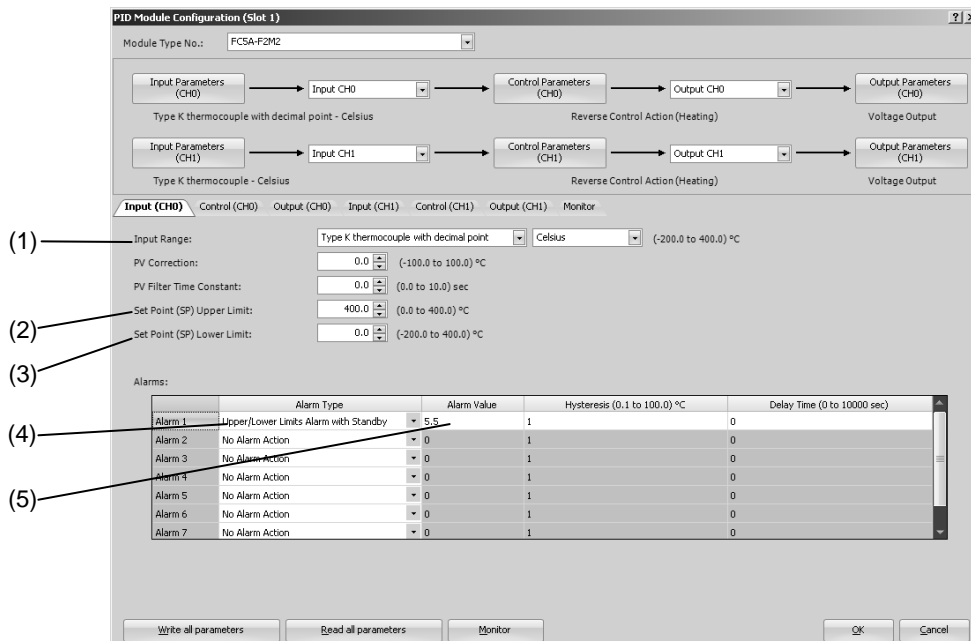 PID Module Configuration (Slot 1)
Module Type No.: FC5A-F2M2
Input Parameters (CH0) Input CH0 Control Parameters (CH0) Output CH0 Output Parameters (CH0)
Type K thermocouple with decimal point - Celsius Reverse Control Action (Heating) Voltage Output
Input Parameters (CH1) Input CH1 Control Parameters (CH1) Output CH1 Output Parameters (CH1)
Type K thermocouple - Celsius Reverse Control Action (Heating) Voltage Output
Input (CH0) Control (CH0) Output (CH0) Input (CH1) Control (CH1) Output (CH1) Monitor
(1) Input Range: Type K thermocouple with decimal point Celsius (-200.0 to 400.0) °C
PV Correction: 0.0 (-100.0 to 100.0) °C
PV Filter Time Constant: 0.0 (0.0 to 10.0) sec
(2) Set Point (SP) Upper Limit: 400.0 (0.0 to 400.0) °C
(3) Set Point (SP) Lower Limit: 0.0 (-200.0 to 400.0) °C
Alarms:
Alarm Type Alarm Value Hysteresis (0.1 to 100.0) °C Delay Time (0 to 10000 sec)
(4) Alarm 1 Upper/Lower Limits Alarm with Standby 5.5 1 0
Alarm 2 No Alarm Action 0 1 0
Alarm 3 No Alarm Action 0 1 0
Alarm 4 No Alarm Action 0 1 0
(5) Alarm 5 No Alarm Action 0 1 0
Alarm 6 No Alarm Action 0 1 0
Alarm 7 No Alarm Action 0 1 0
Write all parameters Read all parameters Monitor OK Cancel